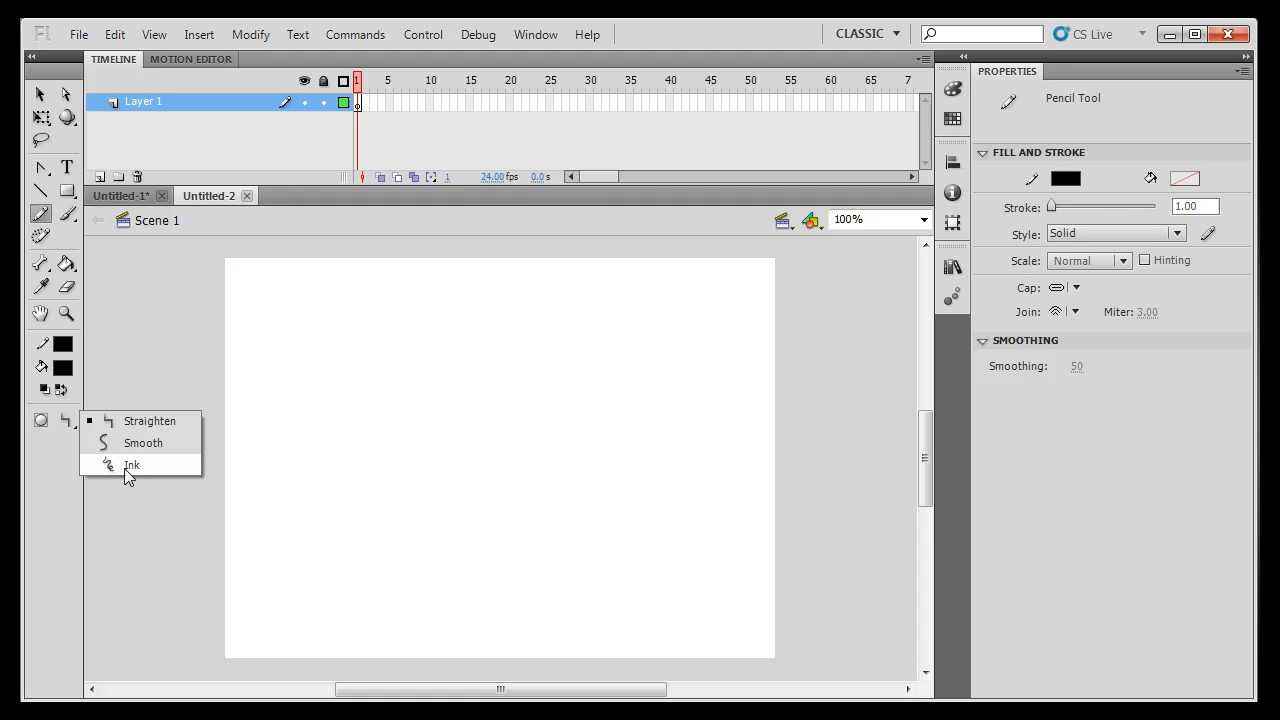 Fl File Edit View Insert Modify Text Commands Control Debug Window Help CLASSIC CS Live
TIMELINE MOTION EDITOR
1 5 10 15 20 25 30 35 40 45 50 55 60 65 7
Layer 1
1 24.00 fps 0.0 s
Untitled-1* Untitled-2
Scene 1 100%
T
Straighten
Smooth
Ink
PROPERTIES
Pencil Tool
FILL AND STROKE
Stroke: 1.00
Style: Solid
Scale: Normal Hinting
Cap:
Join: Miter: 3.00
SMOOTHING
Smoothing: 50